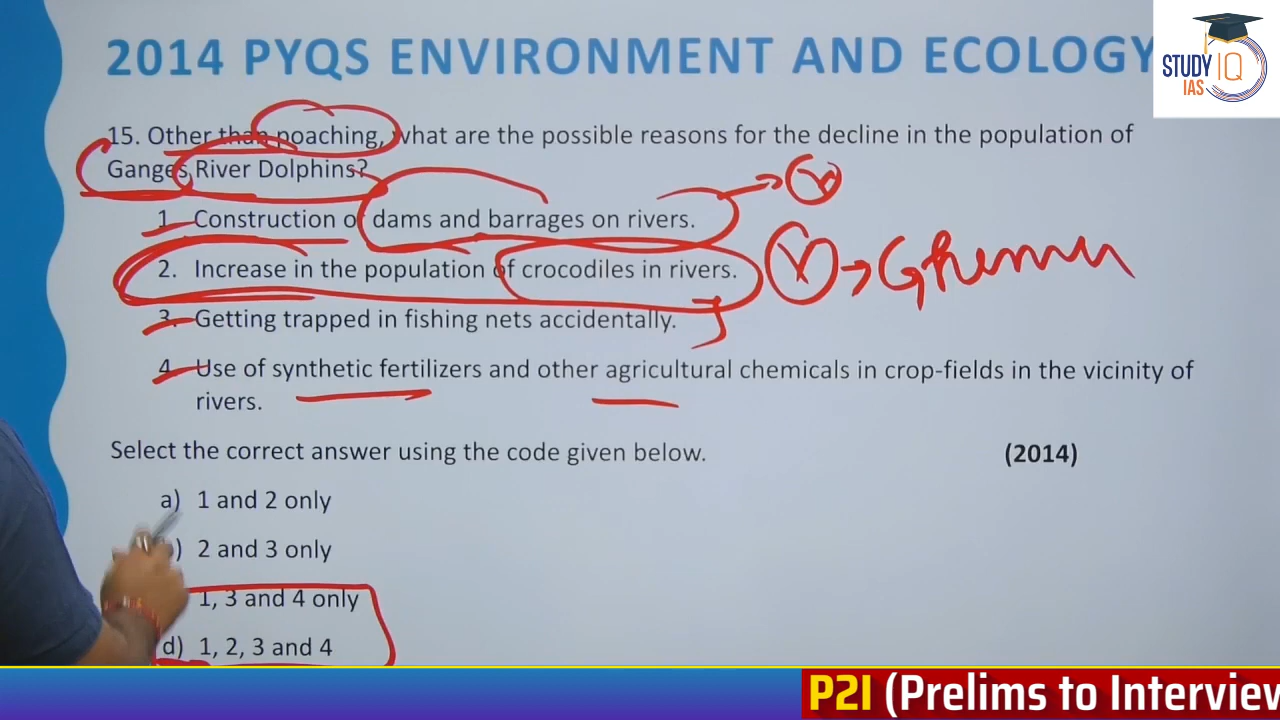 2014 PYQS ENVIRONMENT AND ECOLOGY
STUDY IQ
IAS
15. Other than poaching, what are the possible reasons for the decline in the population of
Ganges River Dolphins?
1. Construction of dams and barrages on rivers.
2. Increase in the population of crocodiles in rivers.
3. Getting trapped in fishing nets accidentally.
4. Use of synthetic fertilizers and other agricultural chemicals in crop-fields in the vicinity of
rivers.
Select the correct answer using the code given below. (2014)
a) 1 and 2 only
) 2 and 3 only
1, 3 and 4 only
d) 1, 2, 3 and 4
P2I (Prelims to Interview